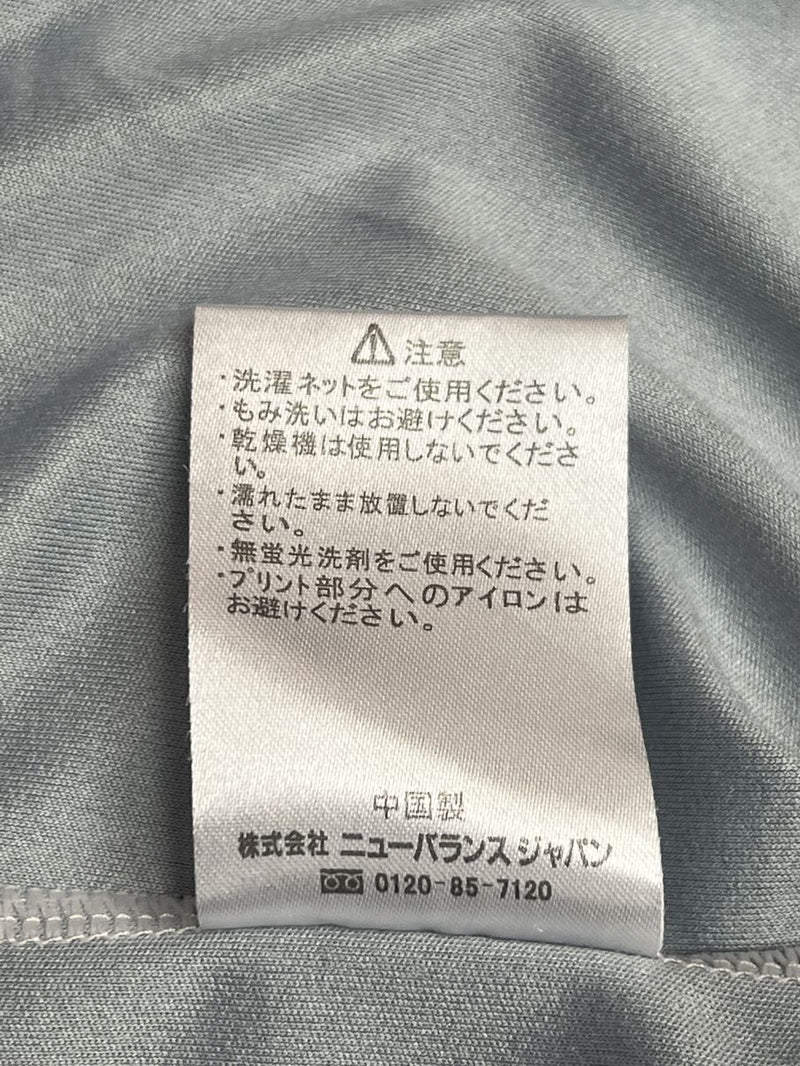 ⚠注意
・洗濯ネットをご使用ください。
・もみ洗いはお避けください。
・乾燥機は使用しないでくださ
い。
・濡れたまま放置しないでくだ
さい。
・無蛍光洗剤をご使用ください。
・プリント部分へのアイロンは
お避けください。
中国製
株式会社 ニューバランス ジャパン
0120-85-7120